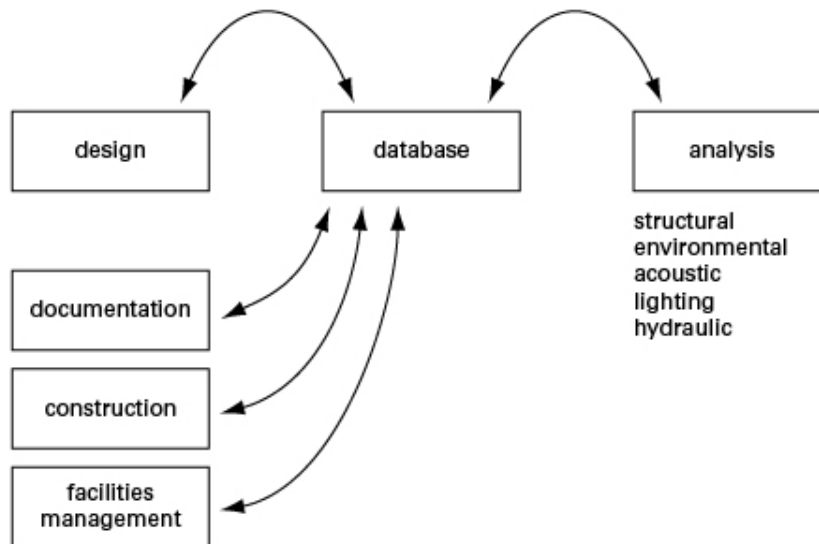 design
database
analysis
structural
environmental
acoustic
lighting
hydraulic
documentation
construction
facilities
management